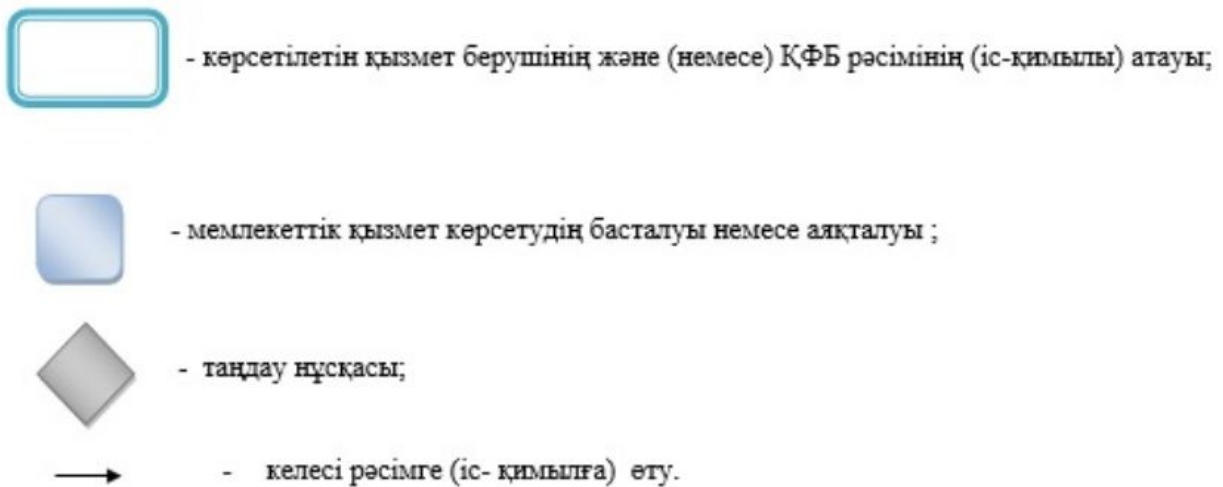 - көрсетілетін қызмет берушінің және (немесе) ҚФБ рәсімінің (іс-қимылы) атауы;
- мемлекеттік қызмет көрсетудің басталуы немесе аяқталуы ;
- таңдау нұсқасы;
- келесі рәсімге (іс- қимылға) өту.